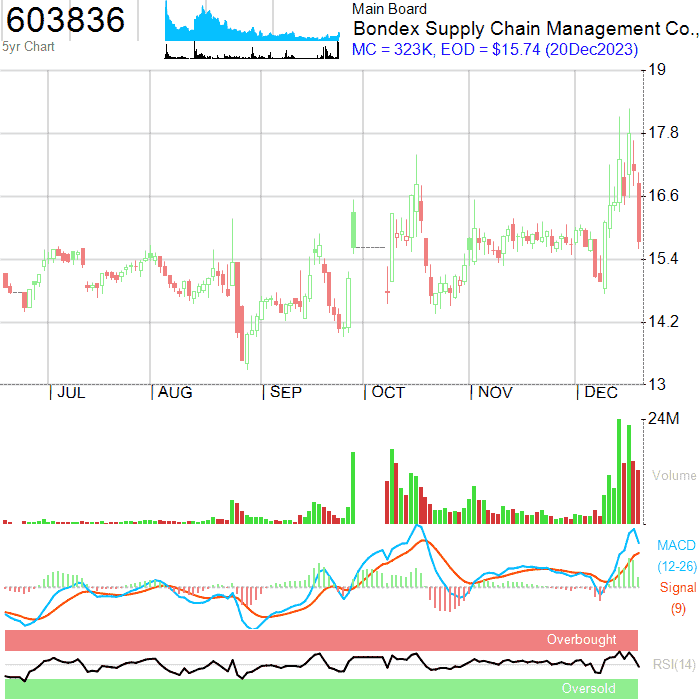 603836
5yr Chart
Main Board
Bondex Supply Chain Management Co.,
MC = 323K, EOD = $15.74 (20Dec2023)
19
17.8
16.6
15.4
14.2
13
JUL AUG SEP OCT NOV DEC
24M
Volume
MACD
(12-26)
Signal
(9)
Overbought
RSI(14)
Oversold